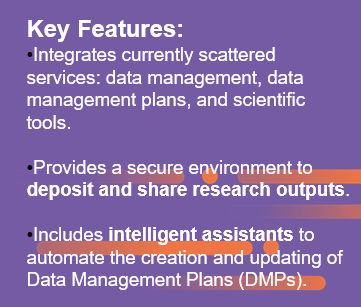 Key Features:
•Integrates currently scattered
services: data management, data
management plans, and scientific
tools.
•Provides a secure environment to
deposit and share research outputs.
•Includes intelligent assistants to
automate the creation and updating of
Data Management Plans (DMPs).